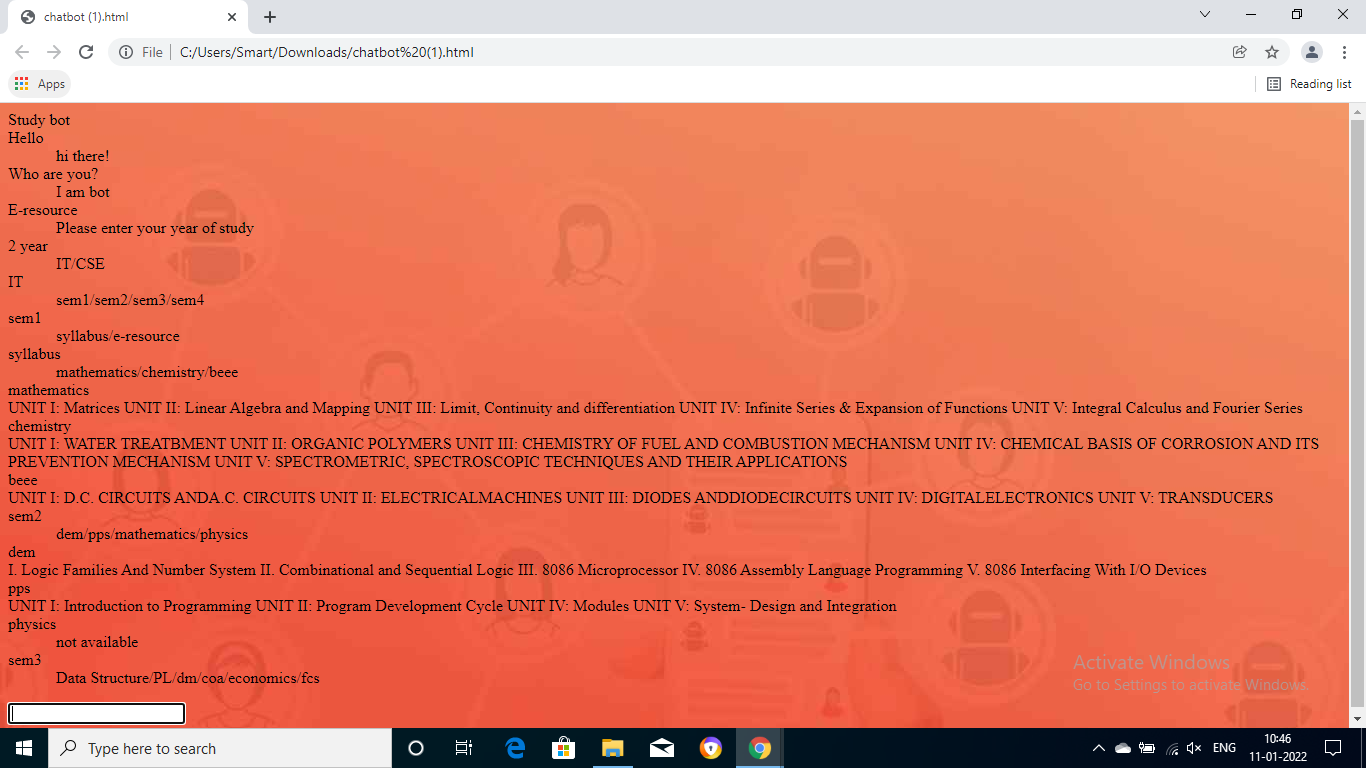 chatbot (1).html
File
C:/Users/Smart/Downloads/chatbot%20(1).html
Apps
Reading list
Study bot
Hello
hi there!
Who are you?
I am bot
E-resource
Please enter your year of study
2 year
IT/CSE
IT
sem1/sem2/sem3/sem4
sem1
syllabus/e-resource
syllabus
mathematics/chemistry/beee
mathematics
UNIT I: Matrices UNIT II: Linear Algebra and Mapping UNIT III: Limit, Continuity and differentiation UNIT IV: Infinite Series & Expansion of Functions UNIT V: Integral Calculus and Fourier Series
chemistry
UNIT I: WATER TREATBMENT UNIT II: ORGANIC POLYMERS UNIT III: CHEMISTRY OF FUEL AND COMBUSTION MECHANISM UNIT IV: CHEMICAL BASIS OF CORROSION AND ITS
PREVENTION MECHANISM UNIT V: SPECTROMETRIC, SPECTROSCOPIC TECHNIQUES AND THEIR APPLICATIONS
beee
UNIT I: D.C. CIRCUITS ANDA.C. CIRCUITS UNIT II: ELECTRICALMACHINES UNIT III: DIODES ANDDIODECIRCUITS UNIT IV: DIGITALELECTRONICS UNIT V: TRANSDUCERS
sem2
dem/pps/mathematics/physics
dem
I. Logic Families And Number System II. Combinational and Sequential Logic III. 8086 Microprocessor IV. 8086 Assembly Language Programming V. 8086 Interfacing With I/O Devices
pps
UNIT I: Introduction to Programming UNIT II: Program Development Cycle UNIT IV: Modules UNIT V: System- Design and Integration
physics
not available
sem3
Data Structure/PL/dm/coa/economics/fcs
Activate Windows
Go to Settings to activate Windows.
Type here to search
ENG
10:46
11-01-2022